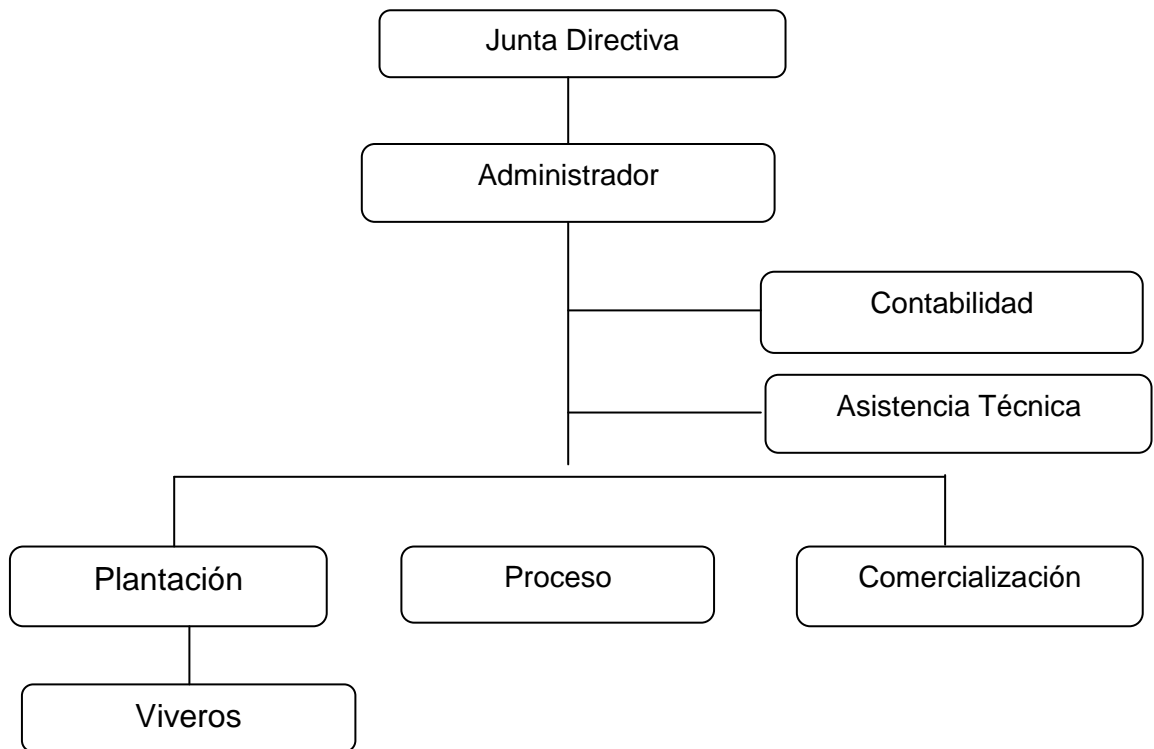 Junta Directiva
Administrador
Contabilidad
Asistencia Técnica
Plantación
Proceso
Comercialización
Viveros